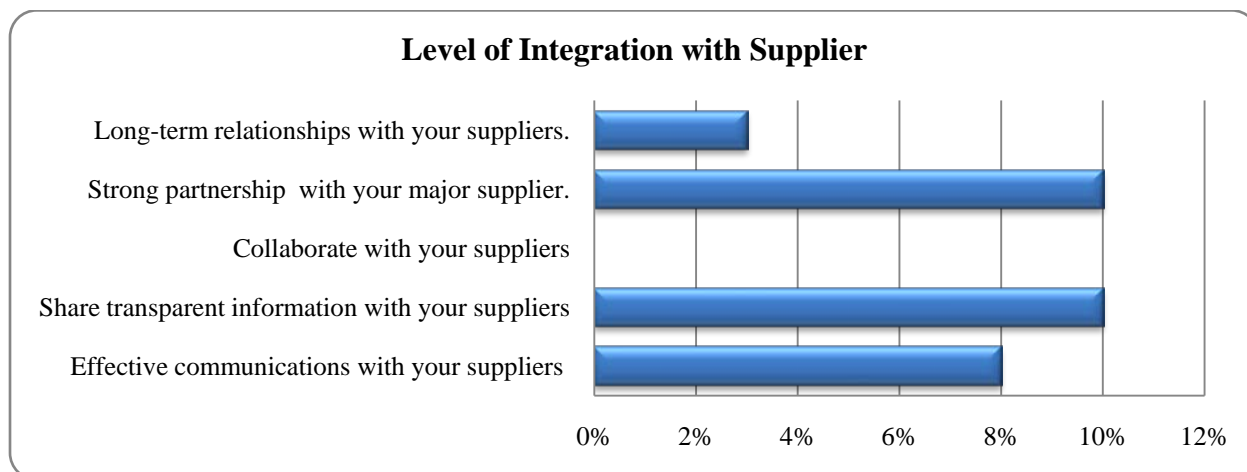 Level of Integration with Supplier
Long-term relationships with your suppliers.
Strong partnership  with your major supplier.
Collaborate with your suppliers
Share transparent information with your suppliers
Effective communications with your suppliers
0% 2% 4% 6% 8% 10% 12%